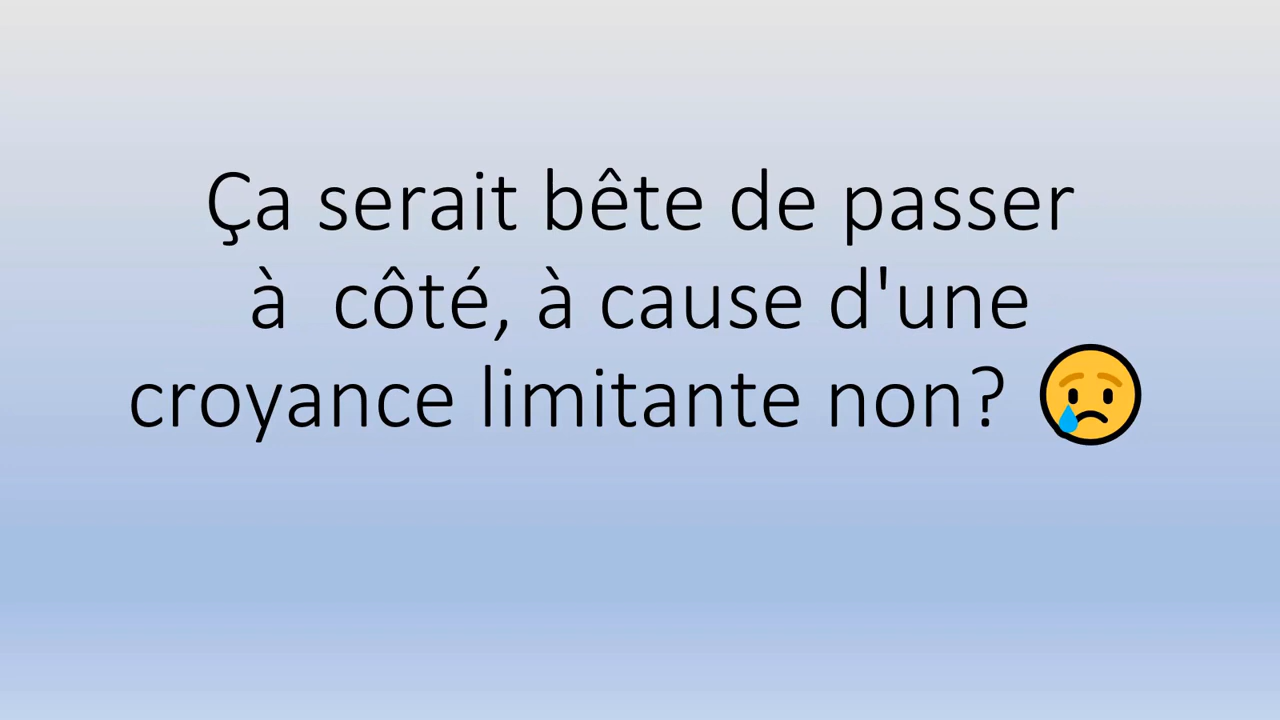 Ça serait bête de passer
à  côté, à cause d'une
croyance limitante non? 😢